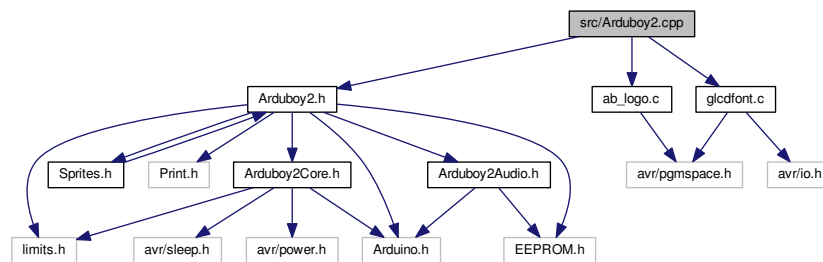 src/Arduboy2.cpp
Arduboy2.h
ab_logo.c
glcdfont.c
Sprites.h
Print.h
Arduboy2Core.h
Arduboy2Audio.h
avr/pgmspace.h
avr/io.h
limits.h
avr/sleep.h
avr/power.h
Arduino.h
EEPROM.h